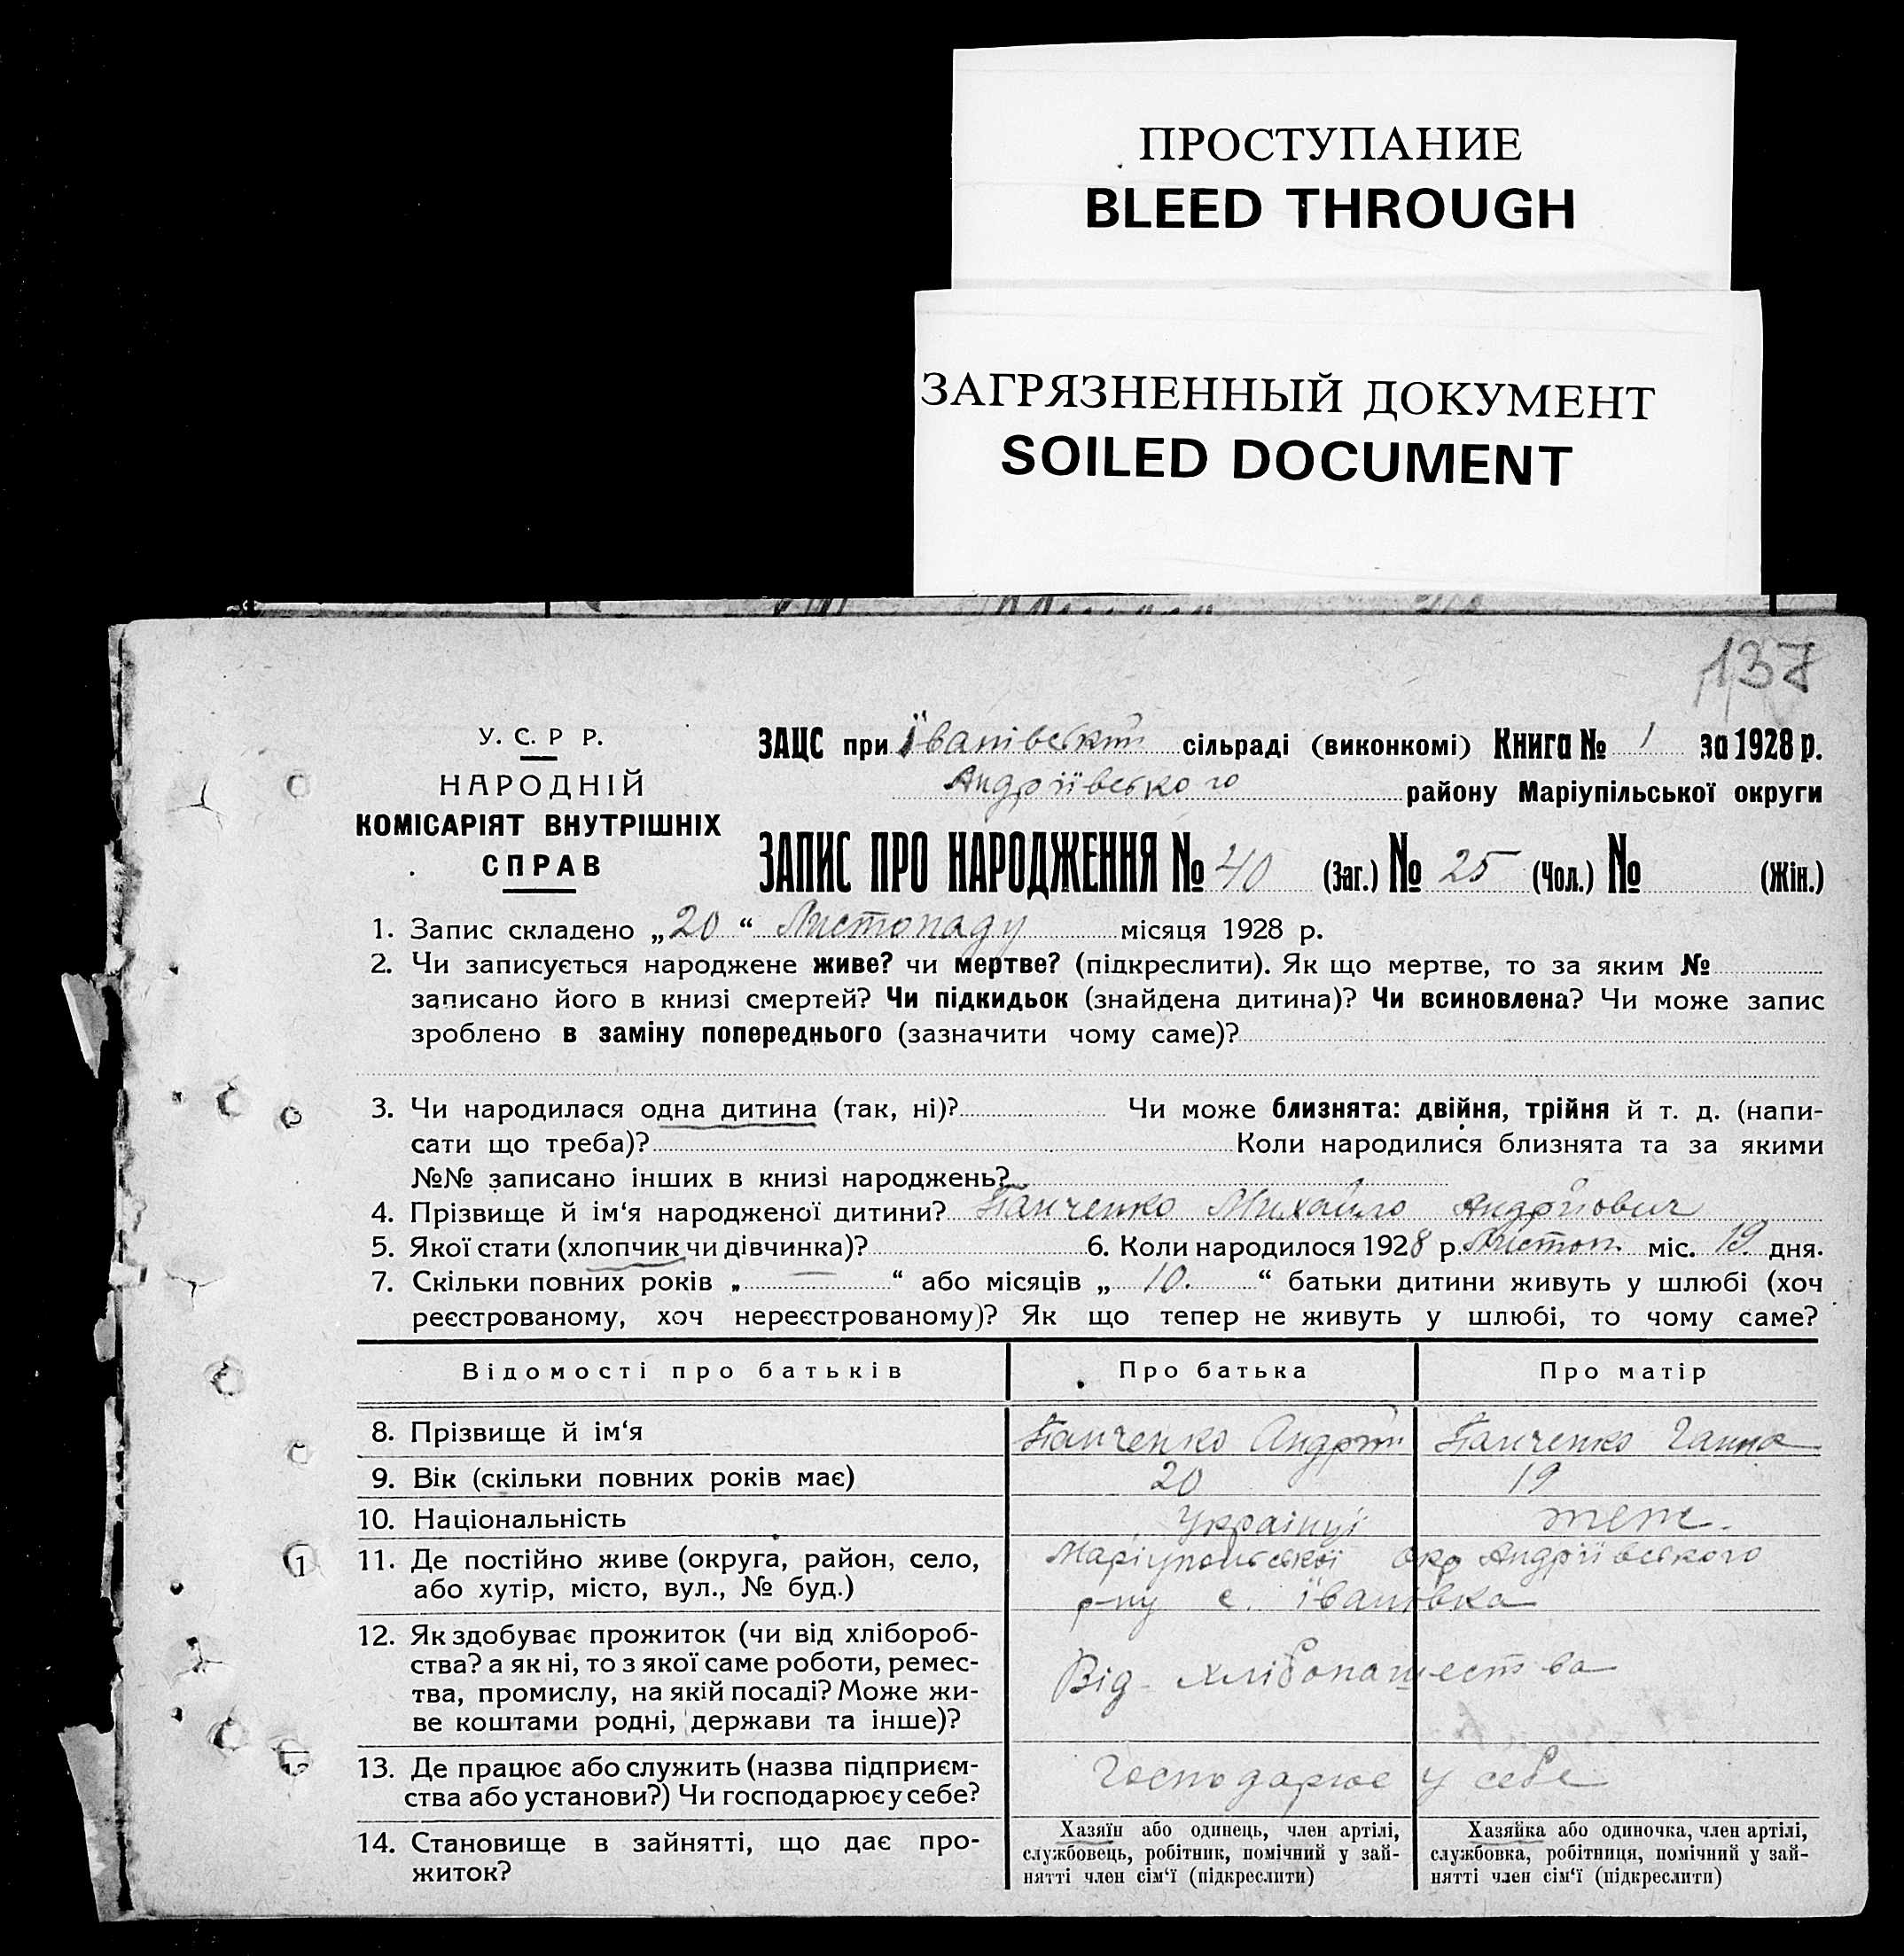 ПРОСТУПАНИЕ
BLEED THROUGH
ЗАГРЯЗНЕННЫЙ ДОКУМЕНТ
SOILED DOCUMENT
137
У. С. Р Р.
НАРОДНІЙ
КОМІСАРІЯТ ВНУТРІШНІХ
СПРАВ
ЗАЦС при Їванівський сільраді (виконкомі) Книга № 1 за 1928 р.
Андріївського району Маріупільської округи
ЗАПИС ПРО НАРОДЖЕННЯ № 40 (Заг.) № 25 (Чол.) № (Жін.)
1. Запис складено „20“ Листопаду місяця 1928 р.
2. Чи записується народжене живе? чи мертве? (підкреслити). Як що мертве, то за яким №
записано його в книзі смертей? Чи підкидьок (знайдена дитина)? Чи всиновлена? Чи може запис
зроблено в заміну попереднього (зазначити чому саме)?
3. Чи народилася одна дитина (так, ні)? Чи може близнята: двійня, трійня й т. д. (напи-
сати що треба)? Коли народилися близнята та за якими
№№ записано інших в книзі народжень?
4. Прізвище й ім'я народженої дитини? Панченко Михайло Андрійович
5. Якої стати (хлопчик чи дівчинка)? 6. Коли народилося 1928 р. Листоп. міс. 19. дня.
7. Скільки повних років „ — “ або місяців „ 10. “ батьки дитини живуть у шлюбі (хоч
реєстрованому, хоч нереєстрованому)? Як що тепер не живуть у шлюбі, то чому саме?
Відомості про батьків Про батька Про матір
8. Прізвище й ім‘я Панченко Андрій Панченко Ганна
9. Вік (скільки повних років має) 20 19
10. Національність Українці теж.
11. Де постійно живе (округа, район, село, Маріупольської окр Андріївського
або хутір, місто, вул., № буд.) р-ну с. Їванівка
12. Як здобуває прожиток (чи від хлібороб-
ства? а як ні, то з якої саме роботи, ремес- Від хлібопашества
тва, промислу, на якій посаді? Може жи-
ве коштами родні, держави та інше)?
13. Де працює або служить (назва підприєм- Господарює у себе
ства або установи?) Чи господарює у себе?
14. Становище в зайнятті, що дає про-
житок?
Хазяїн або одинець, член артілі,
службовець, робітник, помічний у зай-
нятті член сім‘ї (підкреслити)
Хазяйка або одиночка, член артілі,
службовка, робітниця, помічний у зай-
нятті член сім‘ї (підкреслити)
1